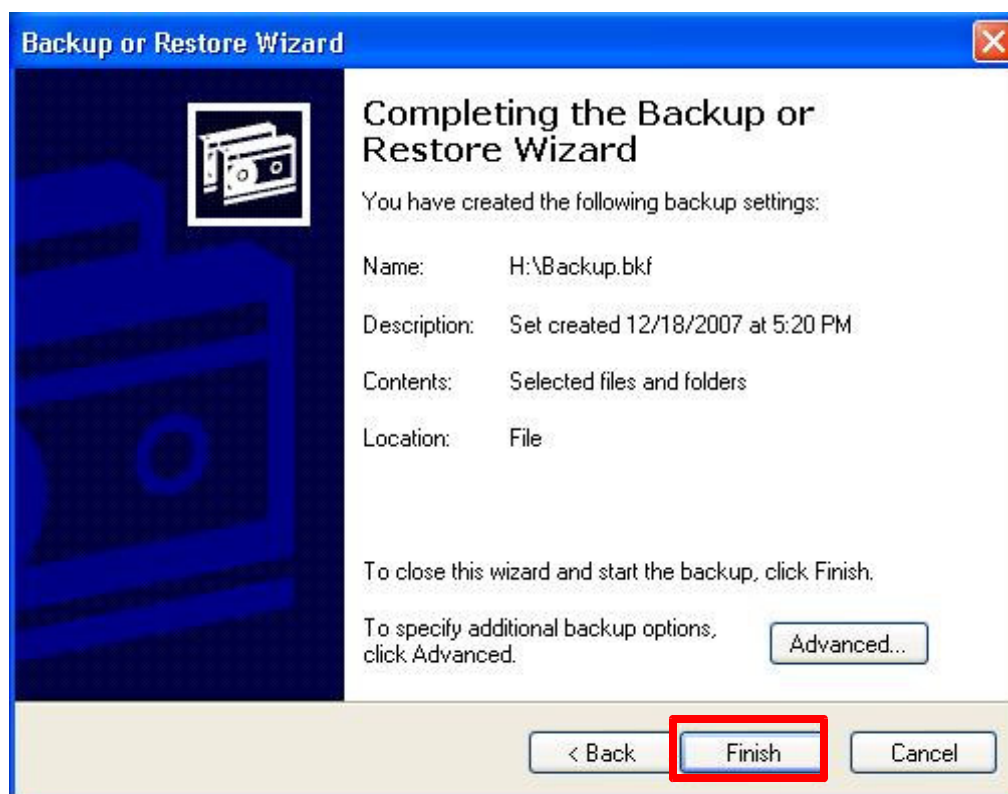 Backup or Restore Wizard
Completing the Backup or
Restore Wizard
You have created the following backup settings:
Name: H:\Backup.bkf
Description: Set created 12/18/2007 at 5:20 PM
Contents: Selected files and folders
Location: File
To close this wizard and start the backup, click Finish.
To specify additional backup options,
click Advanced.
Advanced...
< Back Finish Cancel